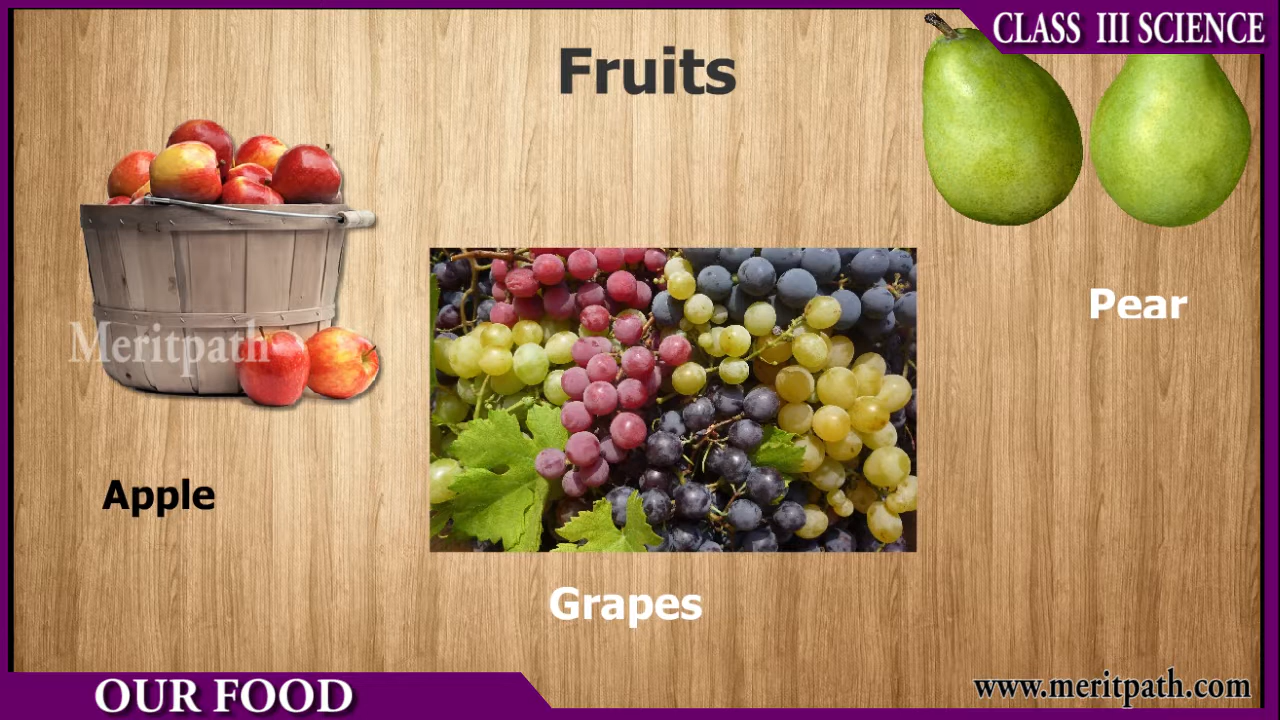 CLASS III SCIENCE
Fruits
Meritpath
Pear
Apple
Grapes
OUR FOOD
www.meritpath.com